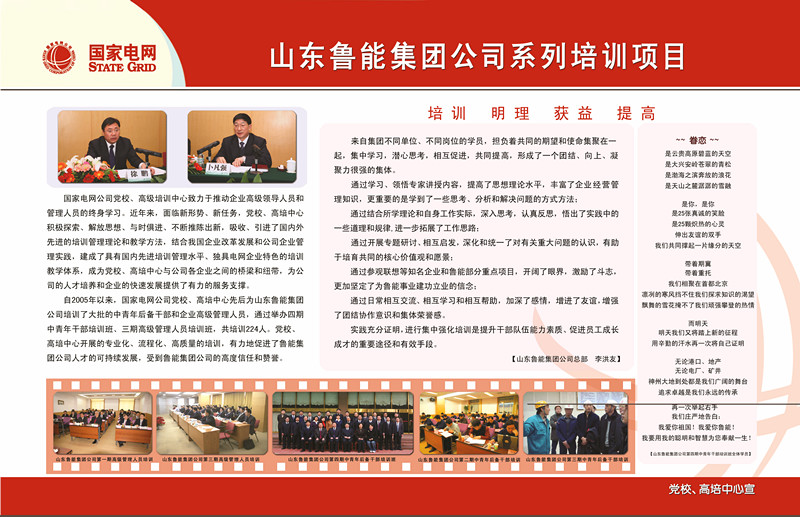 国家电网
STATE GRID
山东鲁能集团公司系列培训项目
徐 鹏
卜凡强
国家电网公司党校、高级培训中心致力于推动企业高级领导人员和
管理人员的终身学习。近年来，面临新形势、新任务，党校、高培中心
积极探索、解放思想、与时俱进、不断推陈出新，吸收、引进了国内外
先进的培训管理理论和教学方法，结合我国企业改革发展和公司企业管
理实践，建成了具有国内先进培训管理水平、独具电网企业特色的培训
教学体系，成为党校、高培中心与公司各企业之间的桥梁和纽带，为公
司的人才培养和企业的快速发展提供了有力的服务支撑。
自2005年以来，国家电网公司党校、高培中心先后为山东鲁能集团
公司培训了大批的中青年后备干部和企业高级管理人员，通过举办四期
中青年干部培训班、三期高级管理人员培训班，共培训224人。党校、
高培中心开展的专业化、流程化、高质量的培训，有力地促进了鲁能集
团公司人才的可持续发展，受到鲁能集团公司的高度信任和赞誉。
培训 明理 获益 提高
来自集团不同单位、不同岗位的学员，担负着共同的期望和使命集聚在一
起，集中学习，潜心思考，相互促进，共同提高，形成了一个团结、向上、凝
聚力很强的集体。
通过学习、领悟专家讲授内容，提高了思想理论水平，丰富了企业经营管
理知识，更重要的是学到了一些思考、分析和解决问题的方式方法；
通过结合所学理论和自身工作实际，深入思考，认真反思，悟出了实践中的
一些道理和规律，进一步拓展了工作思路；
通过开展专题研讨、相互启发，深化和统一了对有关重大问题的认识，有助
于培育共同的核心价值观和愿景；
通过参观联想等知名企业和鲁能部分重点项目，开阔了眼界，激励了斗志，
更加坚定了为鲁能事业建功立业的信念；
通过日常相互交流、相互学习和相互帮助，加深了感情，增进了友谊，增强
了团结协作意识和集体荣誉感。
实践充分证明，进行集中强化培训是提升干部队伍能力素质、促进员工成长
成才的重要途径和有效手段。
【山东鲁能集团公司总部 李洪友】
~~ 眷恋 ~~
是云贵高原碧蓝的天空
是大兴安岭苍翠的青松
是渤海之滨奔放的浪花
是天山之麓潺潺的雪融
是你，是你
是25张真诚的笑脸
是25颗炽热的心灵
伸出友谊的双手
我们共同撑起一片缘分的天空
带着期冀
带着重托
我们相聚在首都北京
凛冽的寒风挡不住我们探求知识的渴望
飘舞的雪花掩不了我们顽强攀登的热情
而明天
明天我们又将踏上新的征程
用辛勤的汗水再一次将自己证明
无论港口、地产
无论电厂、矿井
神州大地到处都是我们广阔的舞台
追求卓越是我们永远的传承
再一次举起右手
我们庄严地告白：
我爱你祖国！我爱你鲁能！
我要用我的聪明和智慧为您奉献一生！
【山东鲁能集团公司第四期中青年干部培训班全体学员】
山东鲁能集团公司第一期高级管理人员培训
山东鲁能集团公司第三期高级管理人员培训
山东鲁能集团公司第四期中青年后备干部培训班
山东鲁能集团公司第二期中青年后备干部培训
山东鲁能集团公司第三期中青年后备干部培训
党校、高培中心宣